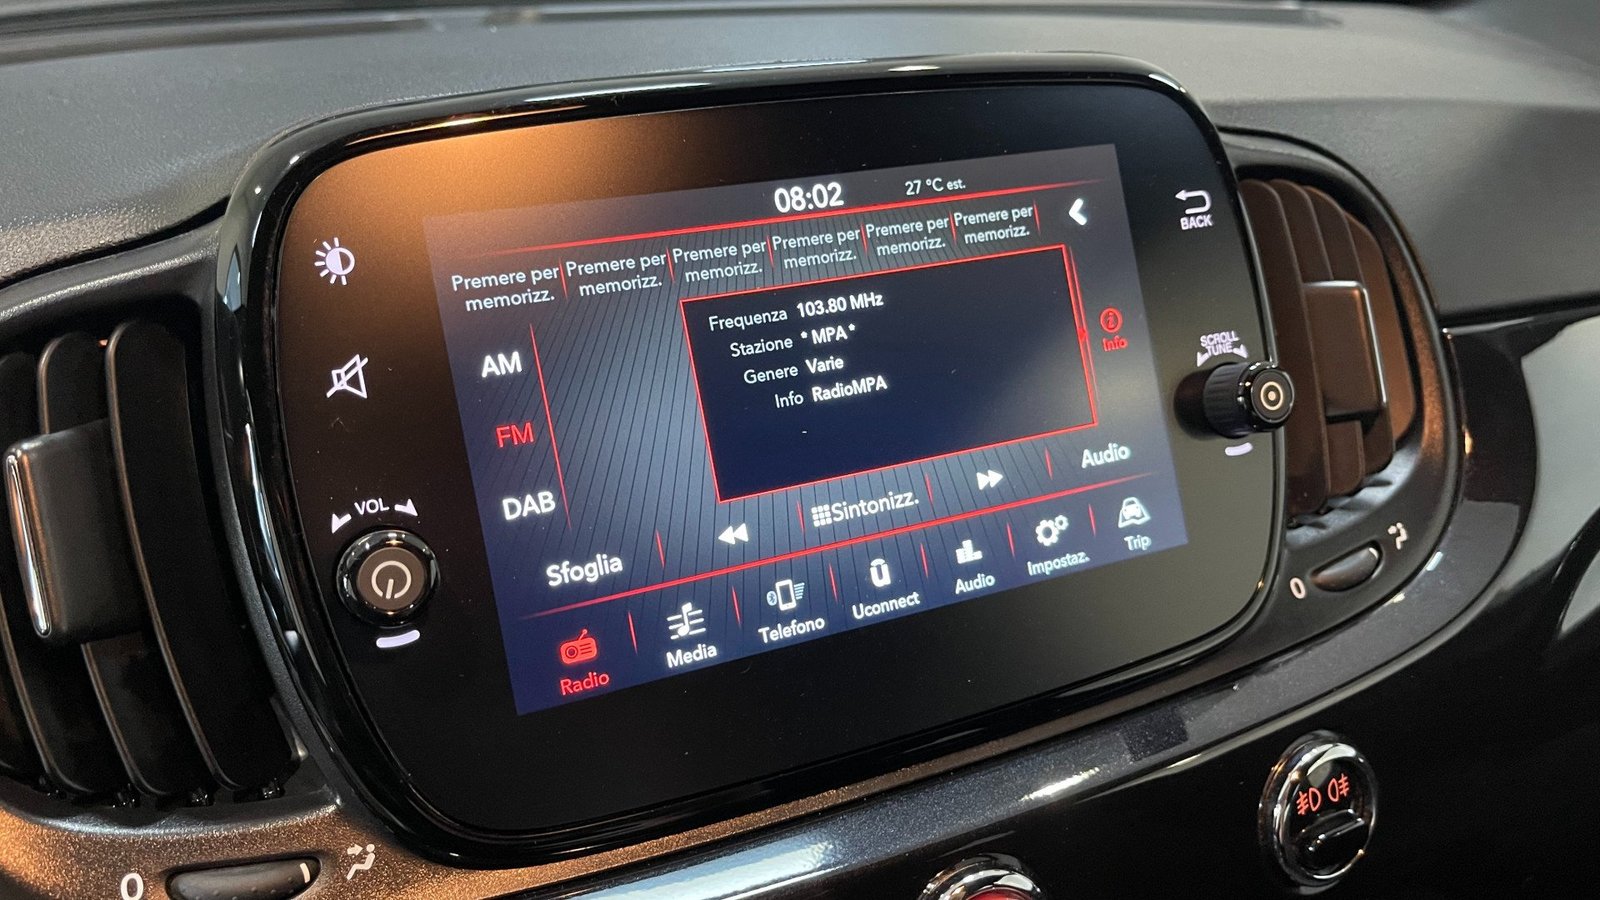 08:02
27 °C est.
Premere per
memorizz.
Premere per
memorizz.
Premere per
memorizz.
Premere per
memorizz.
Premere per
memorizz.
Premere per
memorizz.
BACK
Frequenza 103.80 MHz
Stazione * MPA *
Genere Varie
Info RadioMPA
Info
AM
FM
DAB
SCROLL
TUNE
VOL
Sfoglia
Sintonizz.
Audio
Radio
Media
Telefono
Uconnect
Audio
Impostaz.
Trip
0
0